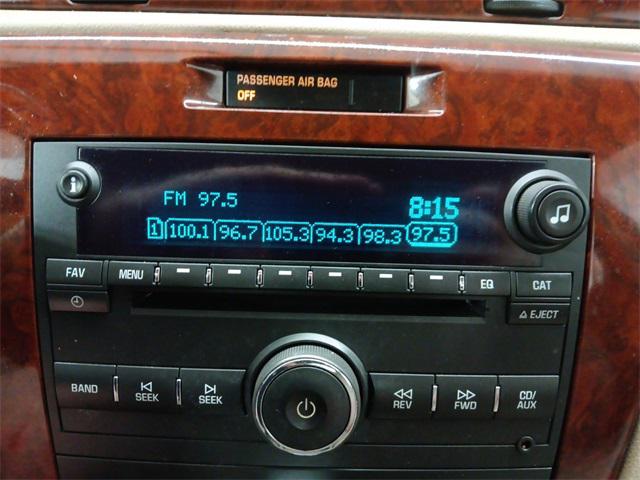 PASSENGER AIR BAG
OFF
i
FM 97.5
8:15
1 100.1 96.7 105.3 94.3 98.3 97.5
FAV MENU EQ CAT
EJECT
BAND SEEK SEEK REV FWD CD/
AUX